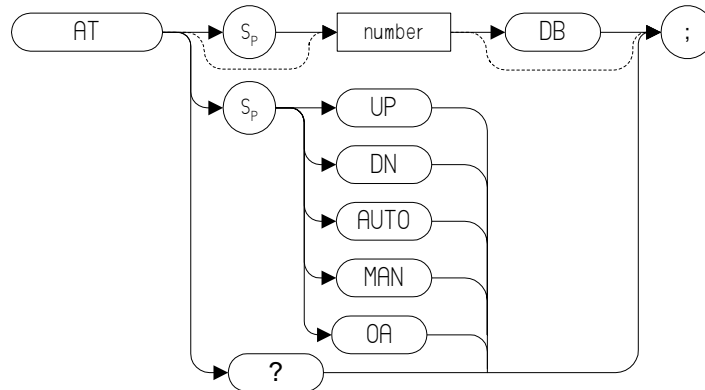 AT Sp number DB ;
Sp UP
DN
AUTO
MAN
OA
?